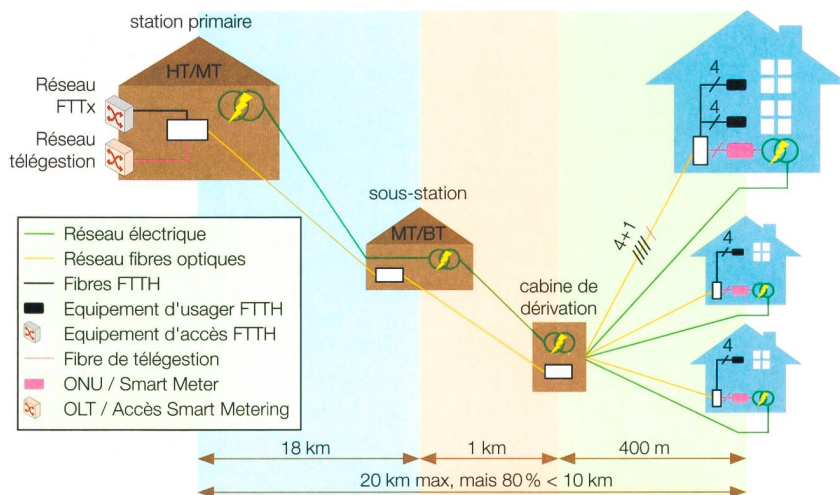 station primaire
HT/MT
Réseau
FTTx
Réseau
télégestion
sous-station
MT/BT
cabine de
dérivation
4
4
4+1
4
4
Réseau électrique
Réseau fibres optiques
Fibres FTTH
Equipement d'usager FTTH
Equipement d'accès FTTH
Fibre de télégestion
ONU / Smart Meter
OLT / Accès Smart Metering
18 km
1 km
400 m
20 km max, mais 80% < 10 km